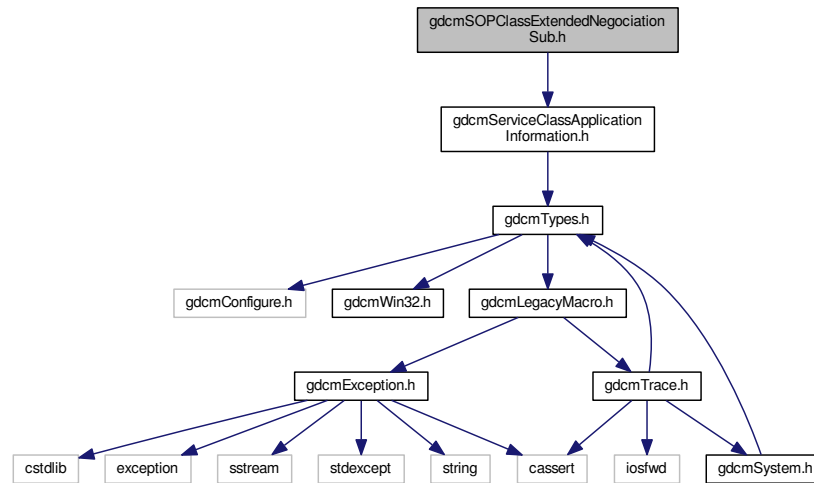 gdcmSOPClassExtendedNegociation
Sub.h
gdcmServiceClassApplication
Information.h
gdcmTypes.h
gdcmConfigure.h
gdcmWin32.h
gdcmLegacyMacro.h
gdcmException.h
gdcmTrace.h
cstdlib
exception
sstream
stdexcept
string
cassert
iosfwd
gdcmSystem.h